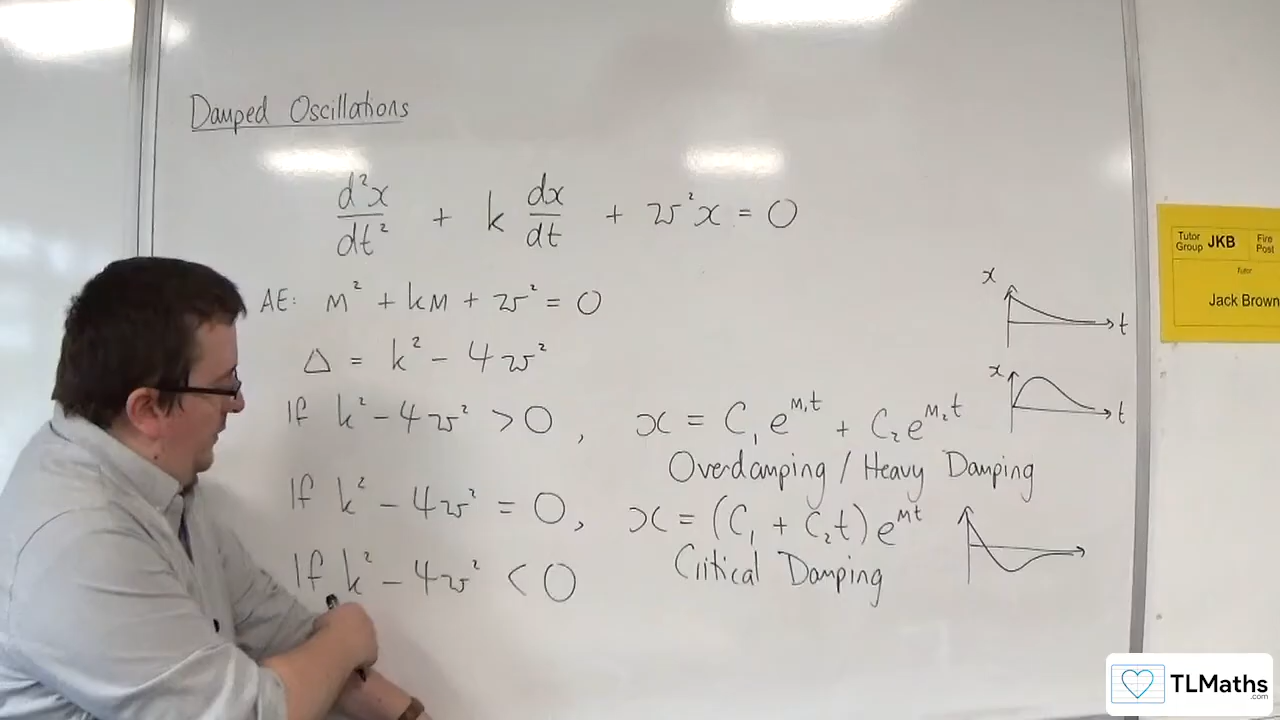 Damped Oscillations
d²x/dt² + k dx/dt + ω²x = 0
AE: m² + km + ω² = 0
Δ = k² - 4ω²
If k² - 4ω² > 0, x = C₁e^{m₁t} + C₂e^{m₂t}
Overdamping / Heavy Damping
If k² - 4ω² = 0, x = (C₁ + C₂t)e^{mt}
Critical Damping
If k² - 4ω² < 0
x
t
x
t
Tutor Group JKB Fire Post
Tutor
Jack Brown
TLMaths
.com